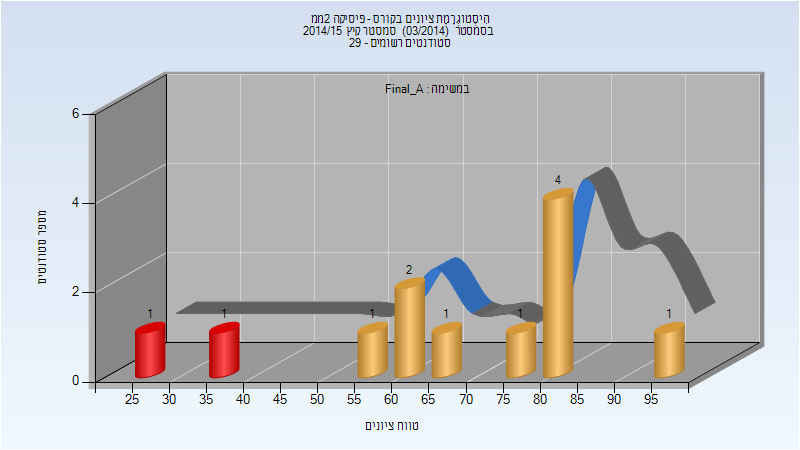 היסטוגרמת ציונים בקורס - פיסיקה 2ממ
בסמסטר (03/2014) סמסטר קיץ 2014/15
סטודנטים רשומים - 29
במשימה : Final_A
מספר סטודנטים
6
4
2
0
1
1
1
2
1
1
4
1
25 30 35 40 45 50 55 60 65 70 75 80 85 90 95
טווח ציונים